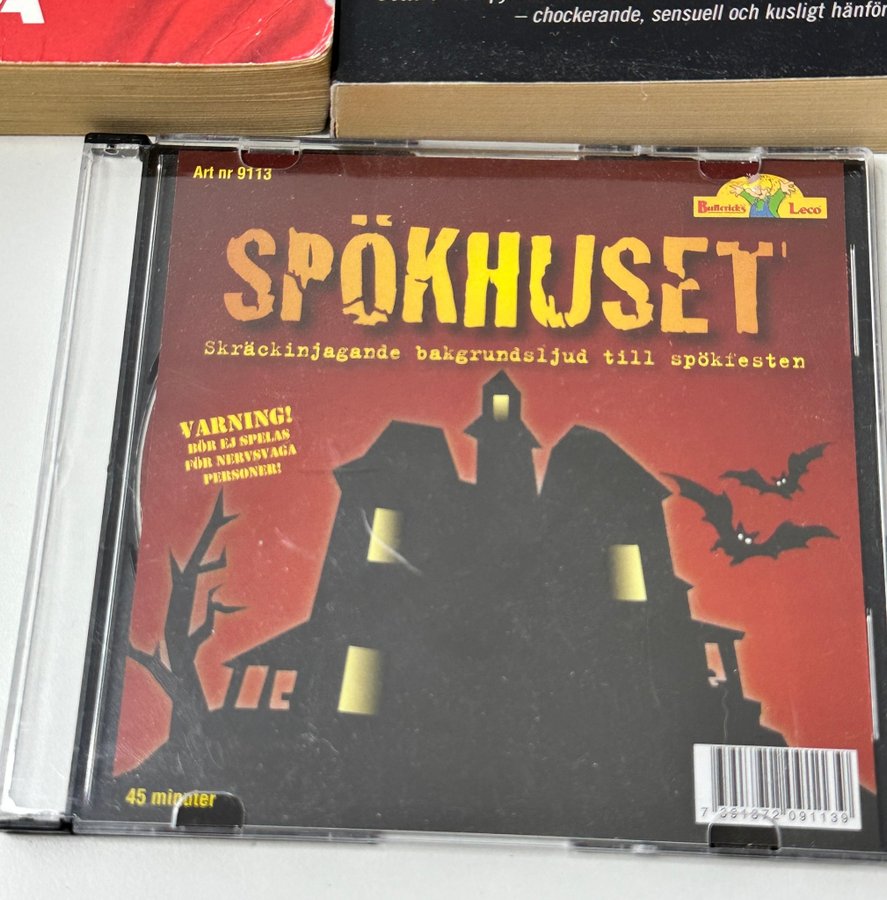 A
– chockerande, sensuell och kusligt hänför
Art nr 9113
Butterick's Leco
SPÖKHUSET
Skräckinjagande bakgrundsljud till spökfesten
VARNING!
BÖR EJ SPELAS
FÖR NERVSVAGA
PERSONER!
45 minuter
7 391872 091139